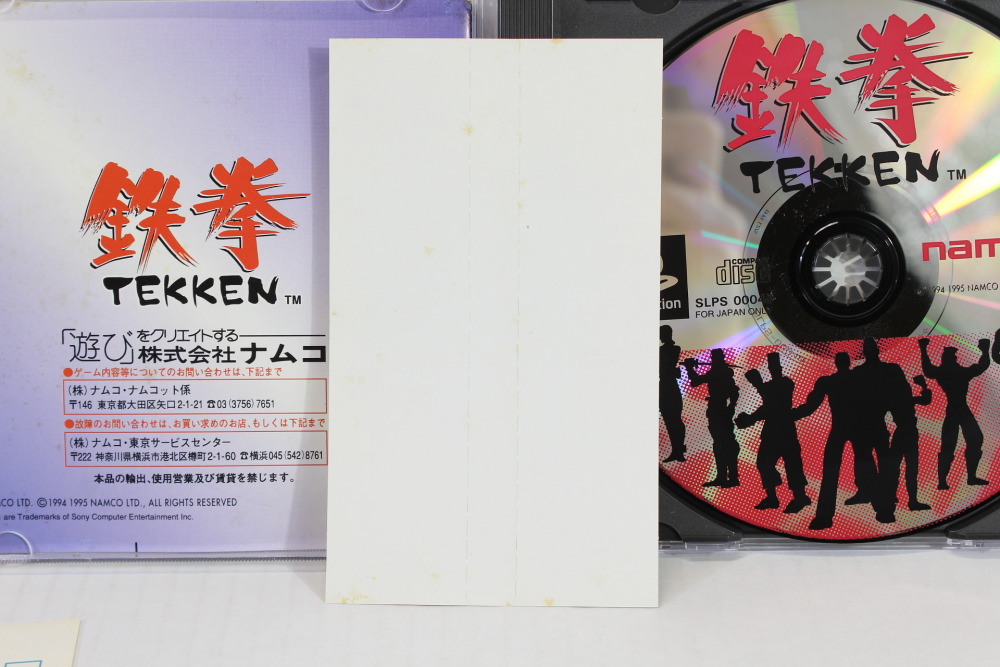 鉄拳
TEKKEN™
「遊び」をクリエイトする
株式会社ナムコ
●ゲーム内容等についてのお問い合わせは、下記まで
(株)ナムコ・ナムコット係
〒146 東京都大田区矢口2-1-21 ☎03(3756)7651
●故障のお問い合わせは、お買い求めのお店、もしくは下記まで
(株)ナムコ・東京サービスセンター
〒222 神奈川県横浜市港北区樽町2-1-60 ☎横浜045(542)8761
本品の輸出、使用営業及び賃貸を禁じます。
LTD. ©1994 1995 NAMCO LTD., ALL RIGHTS RESERVED
are Trademarks of Sony Computer Entertainment Inc.
鉄拳
TEKKEN™
nam
COMP
disc
SLPS 0004
FOR JAPAN ONL
1995 NAMCO